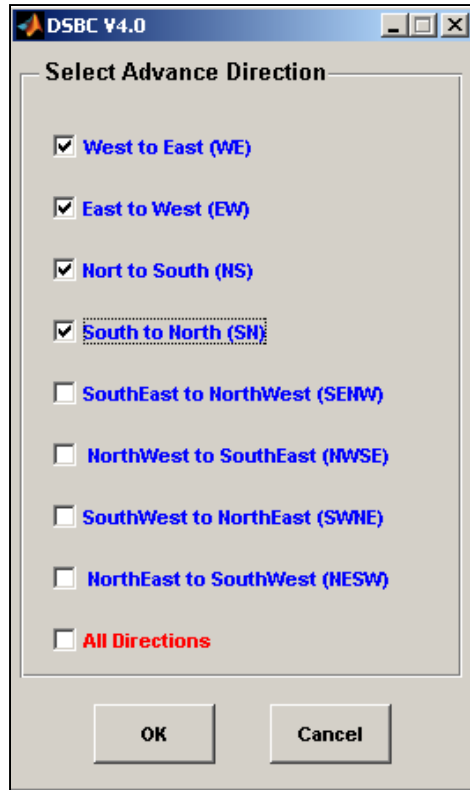 DSBC V4.0
Select Advance Direction
West to East (WE)
East to West (EW)
Nort to South (NS)
South to North (SN)
SouthEast to NorthWest (SENW)
NorthWest to SouthEast (NWSE)
SouthWest to NorthEast (SWNE)
NorthEast to SouthWest (NESW)
All Directions
OK Cancel